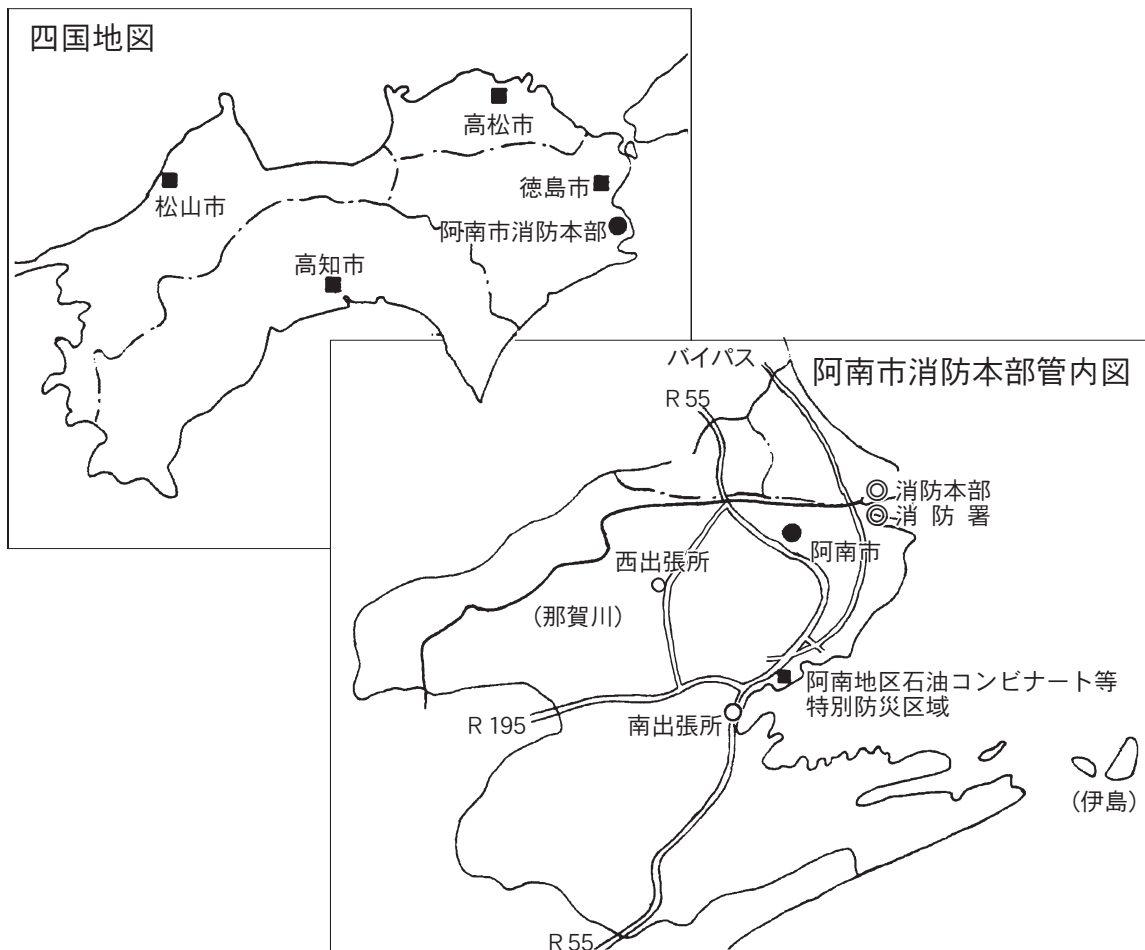 四国地図
高松市
徳島市
松山市
阿南市消防本部
高知市
バイパス
阿南市消防本部管内図
R 55
消防本部
消 防 署
阿南市
西出張所
（那賀川）
阿南地区石油コンビナート等
特別防災区域
R 195
南出張所
（伊島）
R 55